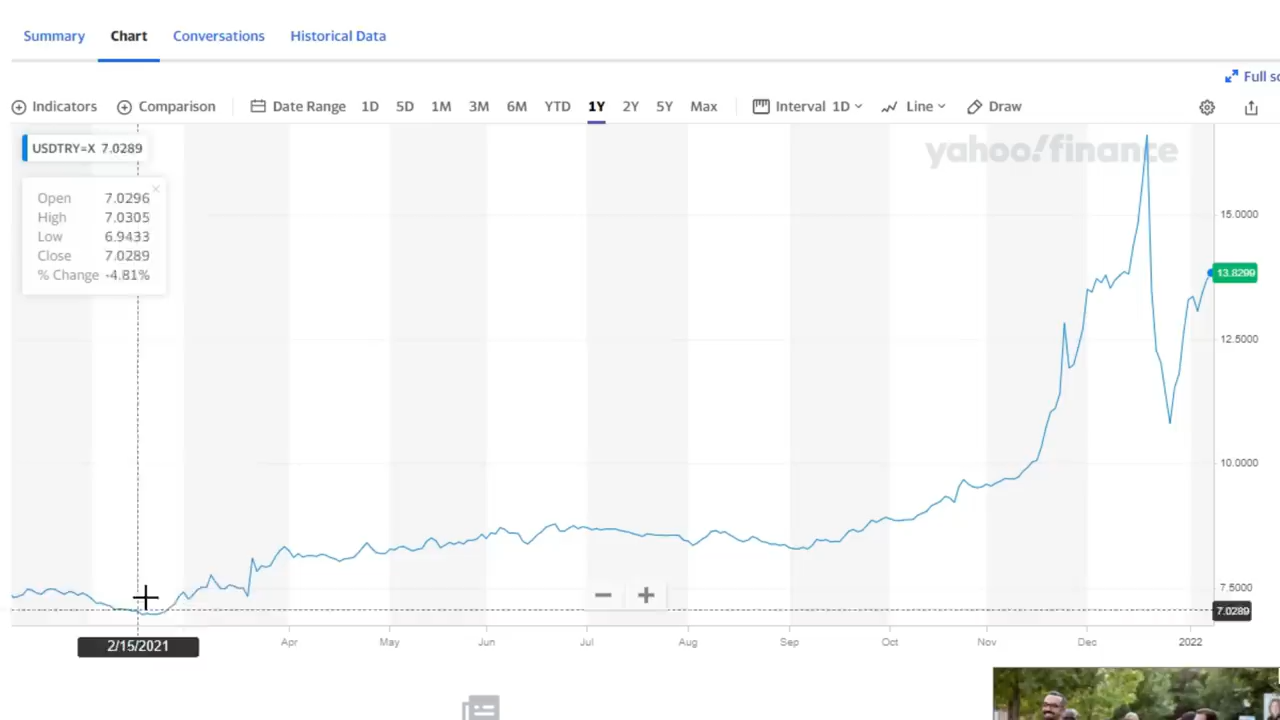 Summary Chart Conversations Historical Data
Full sc
Indicators Comparison Date Range 1D 5D 1M 3M 6M YTD 1Y 2Y 5Y Max Interval 1D Line Draw
USDTRY=X 7.0289
yahoo!finance
Open 7.0296
High 7.0305
Low 6.9433
Close 7.0289
% Change -4.81%
15.0000
13.8299
12.5000
10.0000
7.5000
7.0289
2/15/2021 Apr May Jun Jul Aug Sep Oct Nov Dec 2022